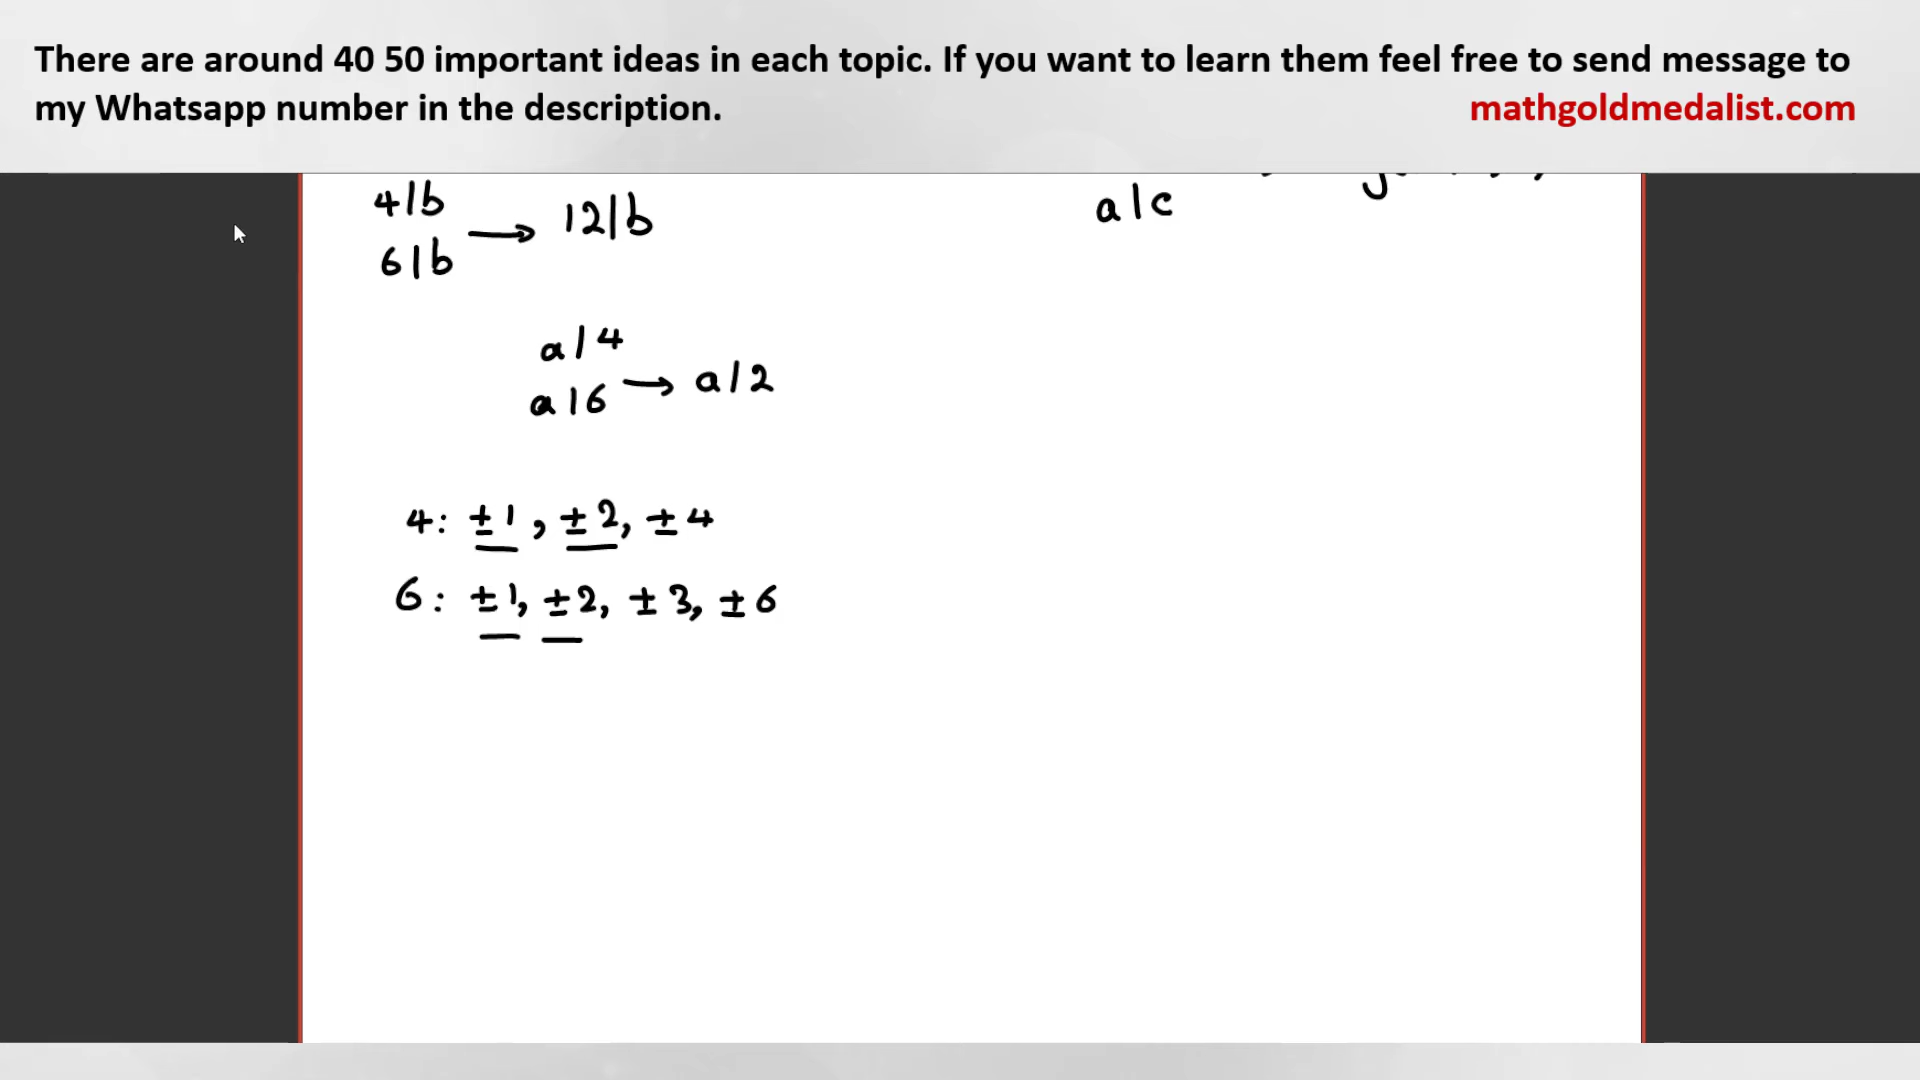 There are around 40 50 important ideas in each topic. If you want to learn them feel free to send message to
my Whatsapp number in the description.
mathgoldmedalist.com
4|b
6|b → 12|b
a|c
a|4
a|6 → a|2
4: ±1, ±2, ±4
6: ±1, ±2, ±3, ±6